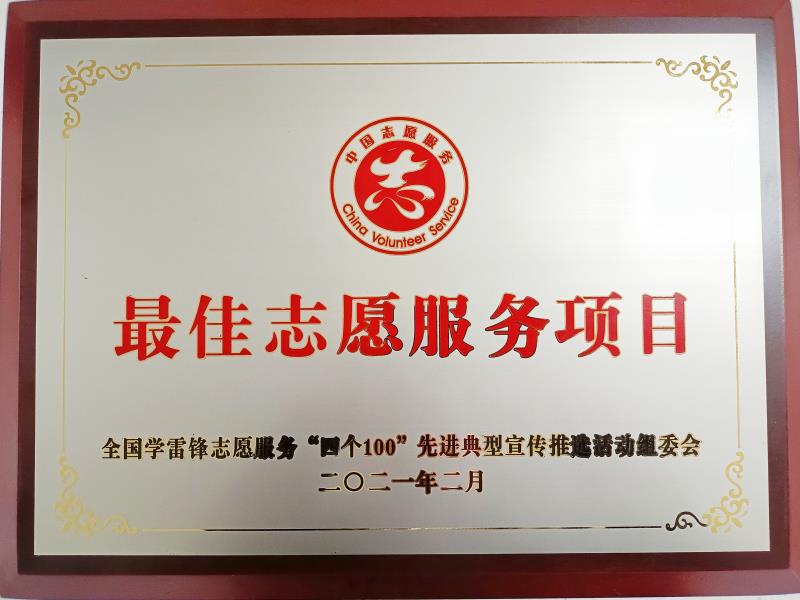 中国志愿服务
China Volunteer Service
最佳志愿服务项目
全国学雷锋志愿服务“四个100”先进典型宣传推选活动组委会
二〇二一年二月